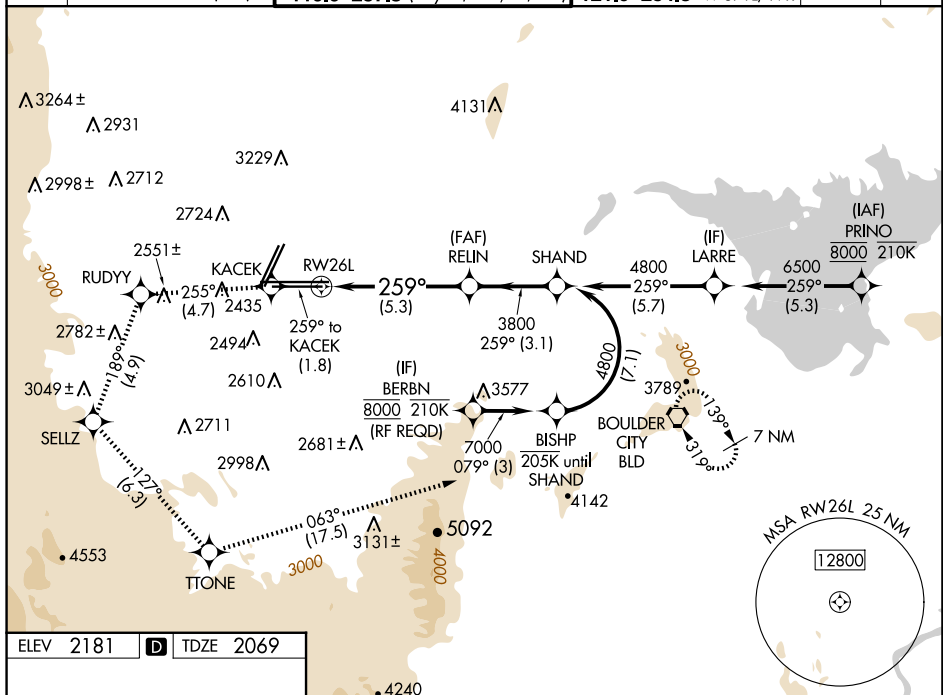 3264±
2931
4131
2998±
2712
3229
2724
(IAF)
PRINO
8000 210K
(FAF)
RELIN
SHAND
(IF)
LARRE
2551±
RUDYY
KACEK
RW26L
3000
255°
(4.7)
2435
259°
(5.3)
3800
259° (3.1)
4800
259°
(5.7)
6500
259°
(5.3)
259° to
KACEK
(1.8)
2782±
189°
(4.9)
2494
3049±
2610
(IF)
BERBN
8000 210K
(RF REQD)
3577
4800
(7.1)
3000
3789
SELLZ
2711
2681±
2998
7000
079° (3)
BISHP
205K until
SHAND
BOULDER
CITY
BLD
139°
319°
7 NM
127°
(6.3)
4142
063°
(17.5)
3131±
5092
4000
4553
TTONE
3000
MSA RW26L 25 NM
12800
ELEV 2181 D TDZE 2069
4240